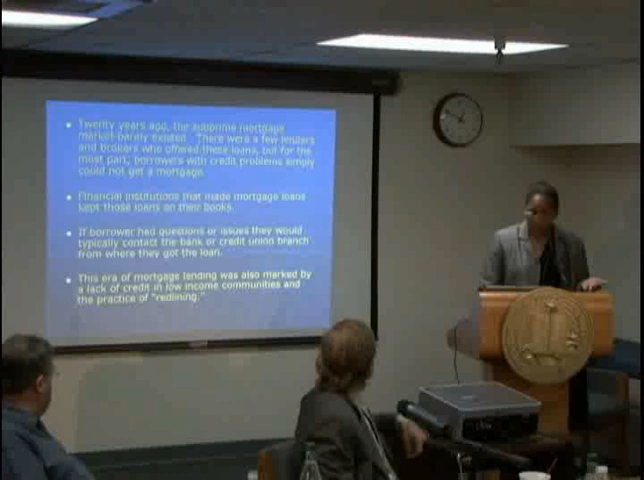 Twenty years ago, the subprime mortgage
market barely existed. There were a few lenders
and brokers who offered these loans, but for the
most part, borrowers with credit problems simply
could not get a mortgage.
Financial institutions that made mortgage loans
kept those loans on their books.
If borrower had questions or issues they would
typically contact the bank or credit union branch
from where they got the loan.
This era of mortgage lending was also marked by
a lack of credit in low income communities and
the practice of "redlining."